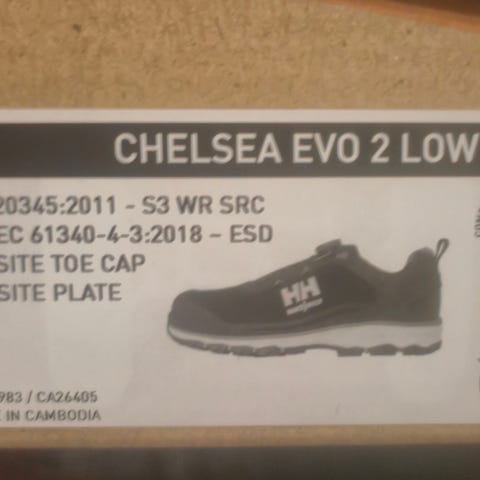 CHELSEA EVO 2 LOW
20345:2011 - S3 WR SRC
EC 61340-4-3:2018 - ESD
SITE TOE CAP
SITE PLATE
HH
983 / CA26405
E IN CAMBODIA